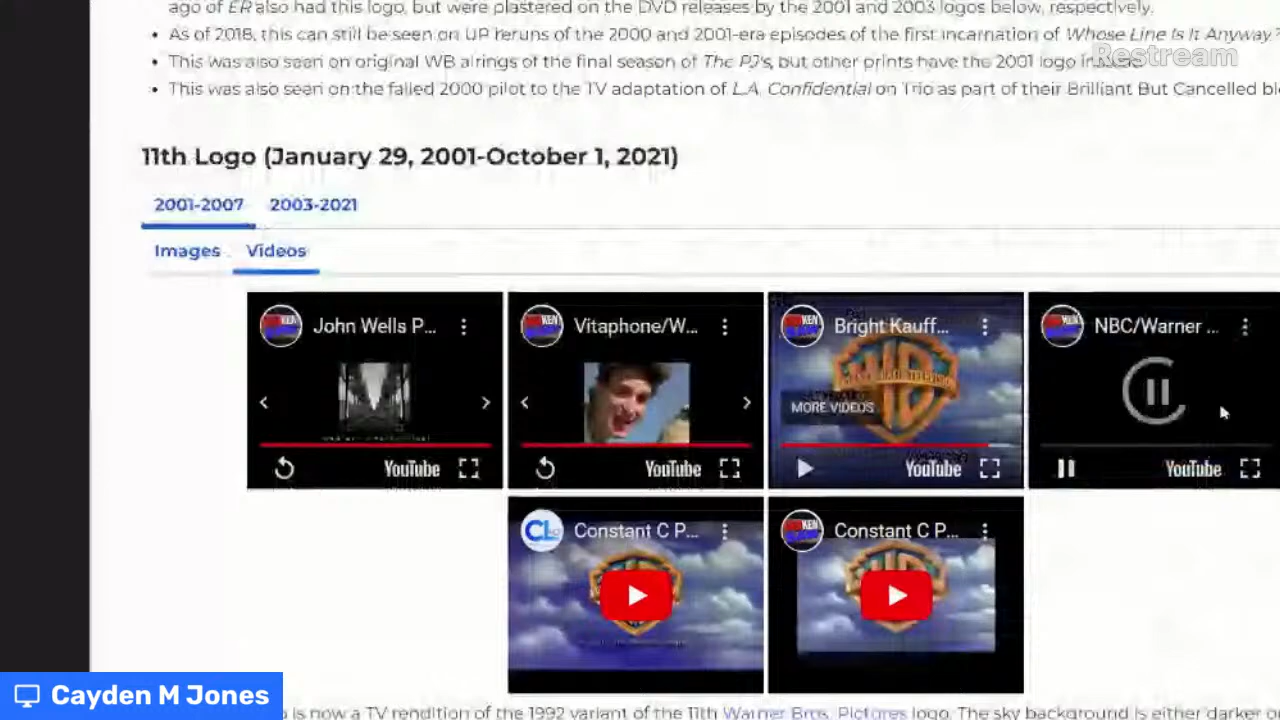 ago of ER also had this logo, but were plastered on the DVD releases by the 2001 and 2003 logos below, respectively.
• As of 2018, this can still be seen on UP reruns of the 2000 and 2001-era episodes of the first incarnation of Whose Line Is It Anyway?
Restream
• This was also seen on original WB airings of the final season of The PJ's, but other prints have the 2001 logo
• This was also seen on the failed 2000 pilot to the TV adaptation of L.A. Confidential on Trio as part of their Brilliant But Cancelled
11th Logo (January 29, 2001-October 1, 2021)
2001-2007 2003-2021
Images Videos
John Wells P... Vitaphone/W... Bright Kauff... NBC/Warner ...
MORE VIDEOS
YouTube YouTube YouTube YouTube
CL Constant C P... Constant C P...
Cayden M Jones
is now a TV rendition of the 1992 variant of the 11th Warner Bros. Pictures logo. The sky background is either darker